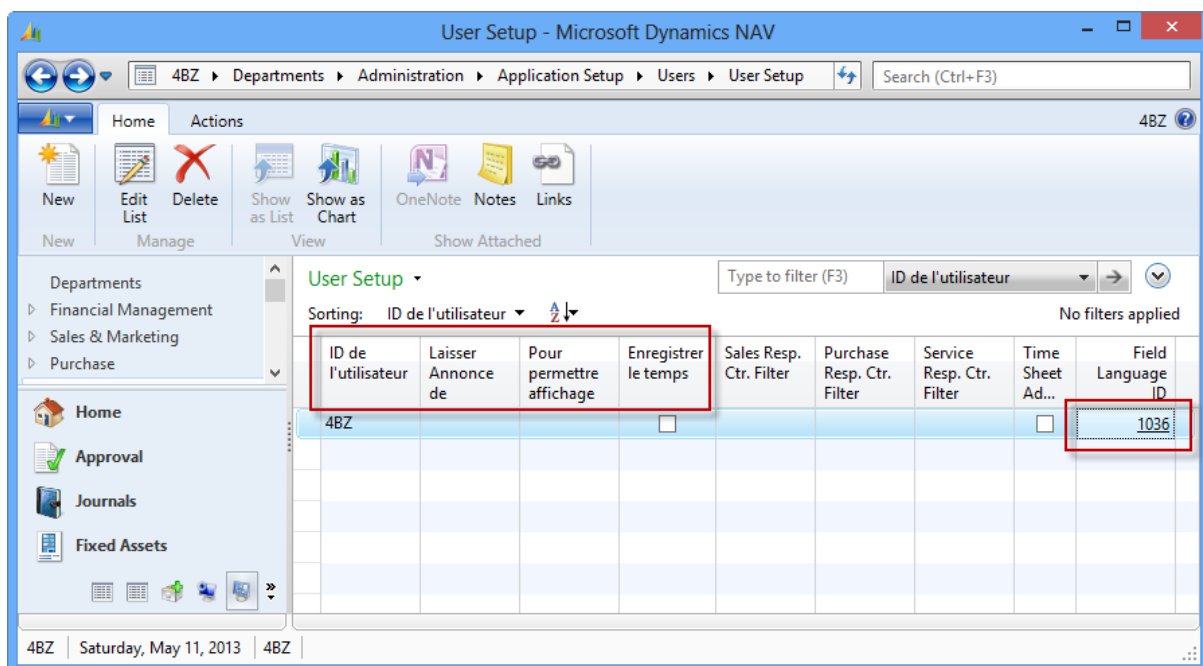 User Setup - Microsoft Dynamics NAV
4BZ Departments Administration Application Setup Users User Setup Search (Ctrl+F3)
Home Actions 4BZ
New Edit List Delete Show as List Show as Chart OneNote Notes Links
New Manage View Show Attached
Departments
Financial Management
Sales & Marketing
Purchase
Home
Approval
Journals
Fixed Assets
User Setup Type to filter (F3) ID de l'utilisateur
Sorting: ID de l'utilisateur A Z No filters applied
ID de l'utilisateur Laisser Annonce de Pour permettre affichage Enregistrer le temps Sales Resp. Ctr. Filter Purchase Resp. Ctr. Filter Service Resp. Ctr. Filter Time Sheet Ad... Field Language ID
4BZ 1036
4BZ Saturday, May 11, 2013 4BZ